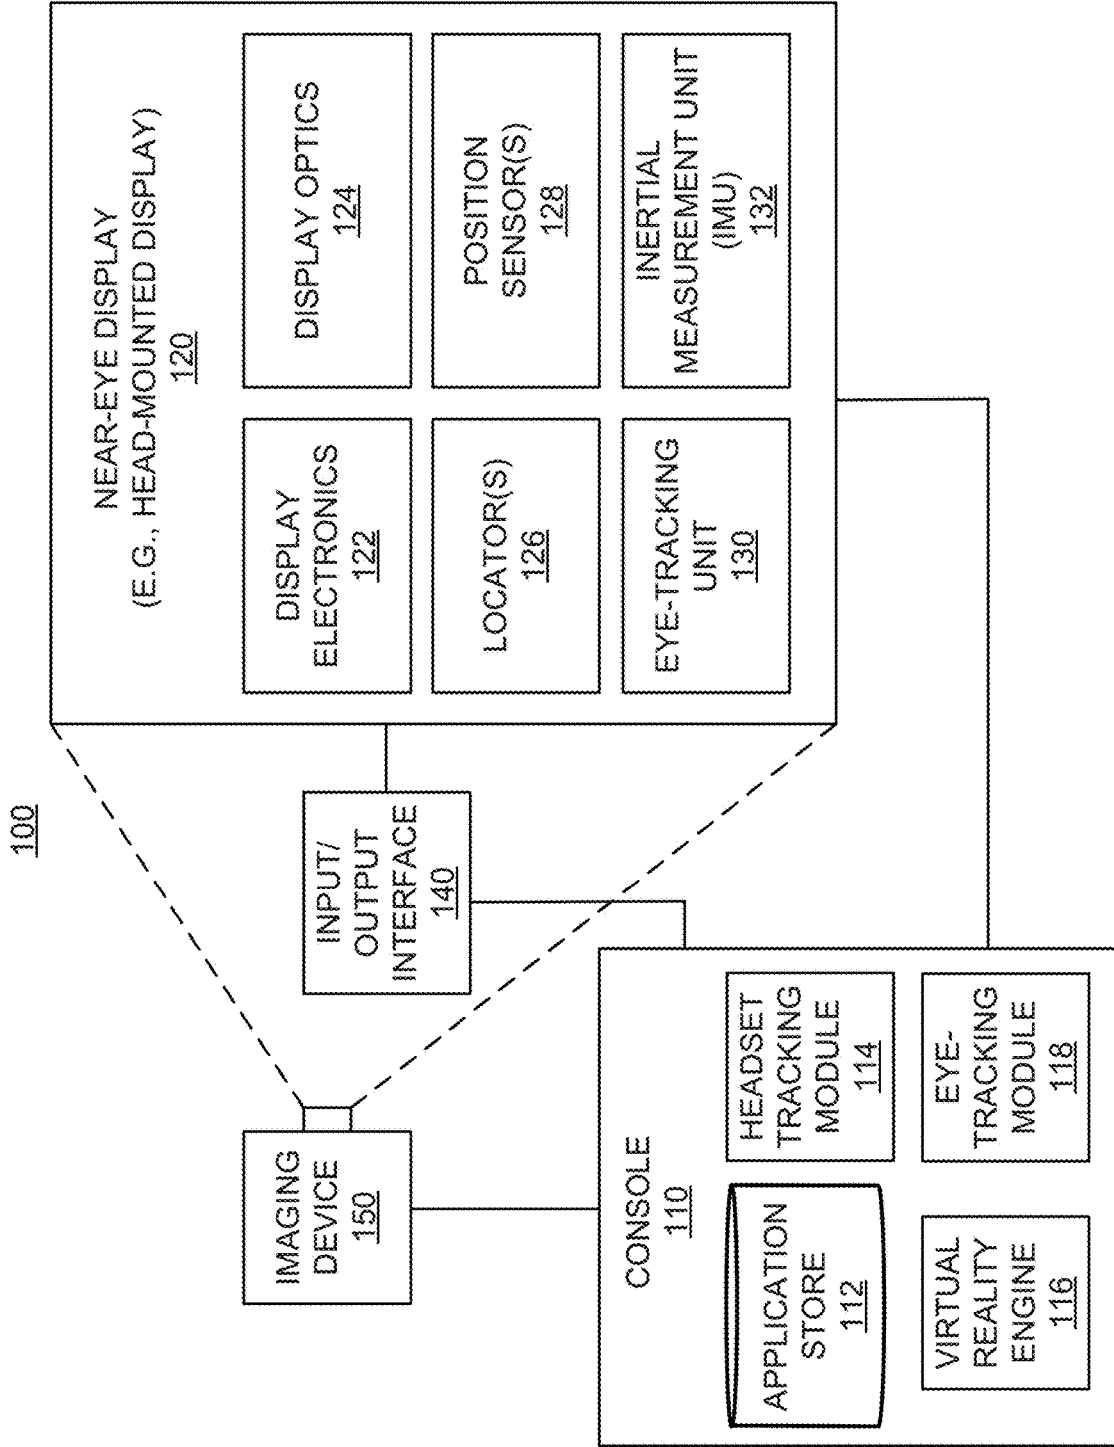 100
IMAGING
DEVICE
150
INPUT/
OUTPUT
INTERFACE
140
NEAR-EYE DISPLAY
(E.G., HEAD-MOUNTED DISPLAY)
120
DISPLAY
ELECTRONICS
122
DISPLAY OPTICS
124
LOCATOR(S)
126
POSITION
SENSOR(S)
128
EYE-TRACKING
UNIT
130
INERTIAL
MEASUREMENT UNIT
(IMU)
132
CONSOLE
110
APPLICATION
STORE
112
HEADSET
TRACKING
MODULE
114
VIRTUAL
REALITY
ENGINE
116
EYE-
TRACKING
MODULE
118